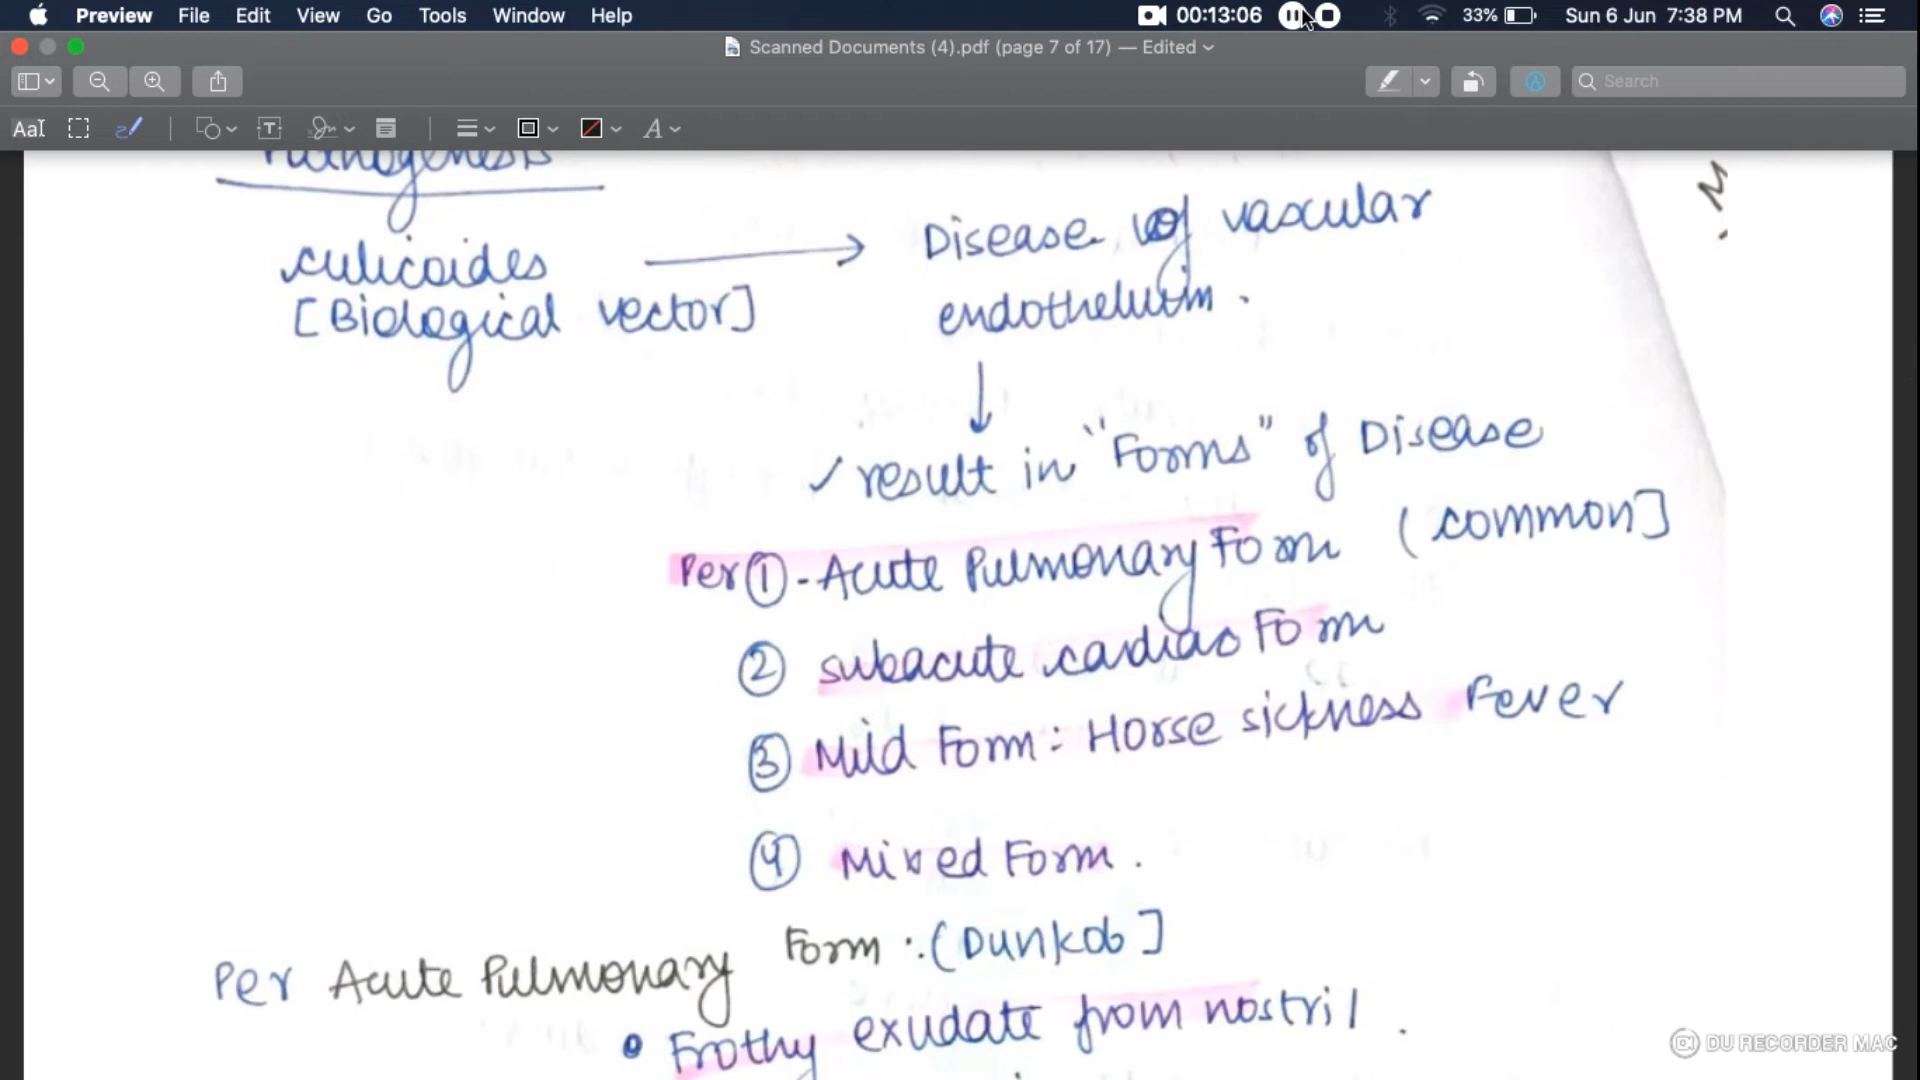 Preview File Edit View Go Tools Window Help 00:13:06 33% Sun 6 Jun 7:38 PM
Scanned Documents (4).pdf (page 7 of 17) — Edited
Search
AaI T A
Pathogenesis
culicoides → Disease of vascular
[Biological vector] endothelium.
↓
✓ result in "Forms" of Disease
Per ① - Acute Pulmonary Form (common]
② subacute cardiac Form
③ Mild Form: Horse sickness Fever
④ Mixed Form.
Per Acute Pulmonary Form :(Dunkob]
• Frothy exudate from nostril.
DU RECORDER MAC